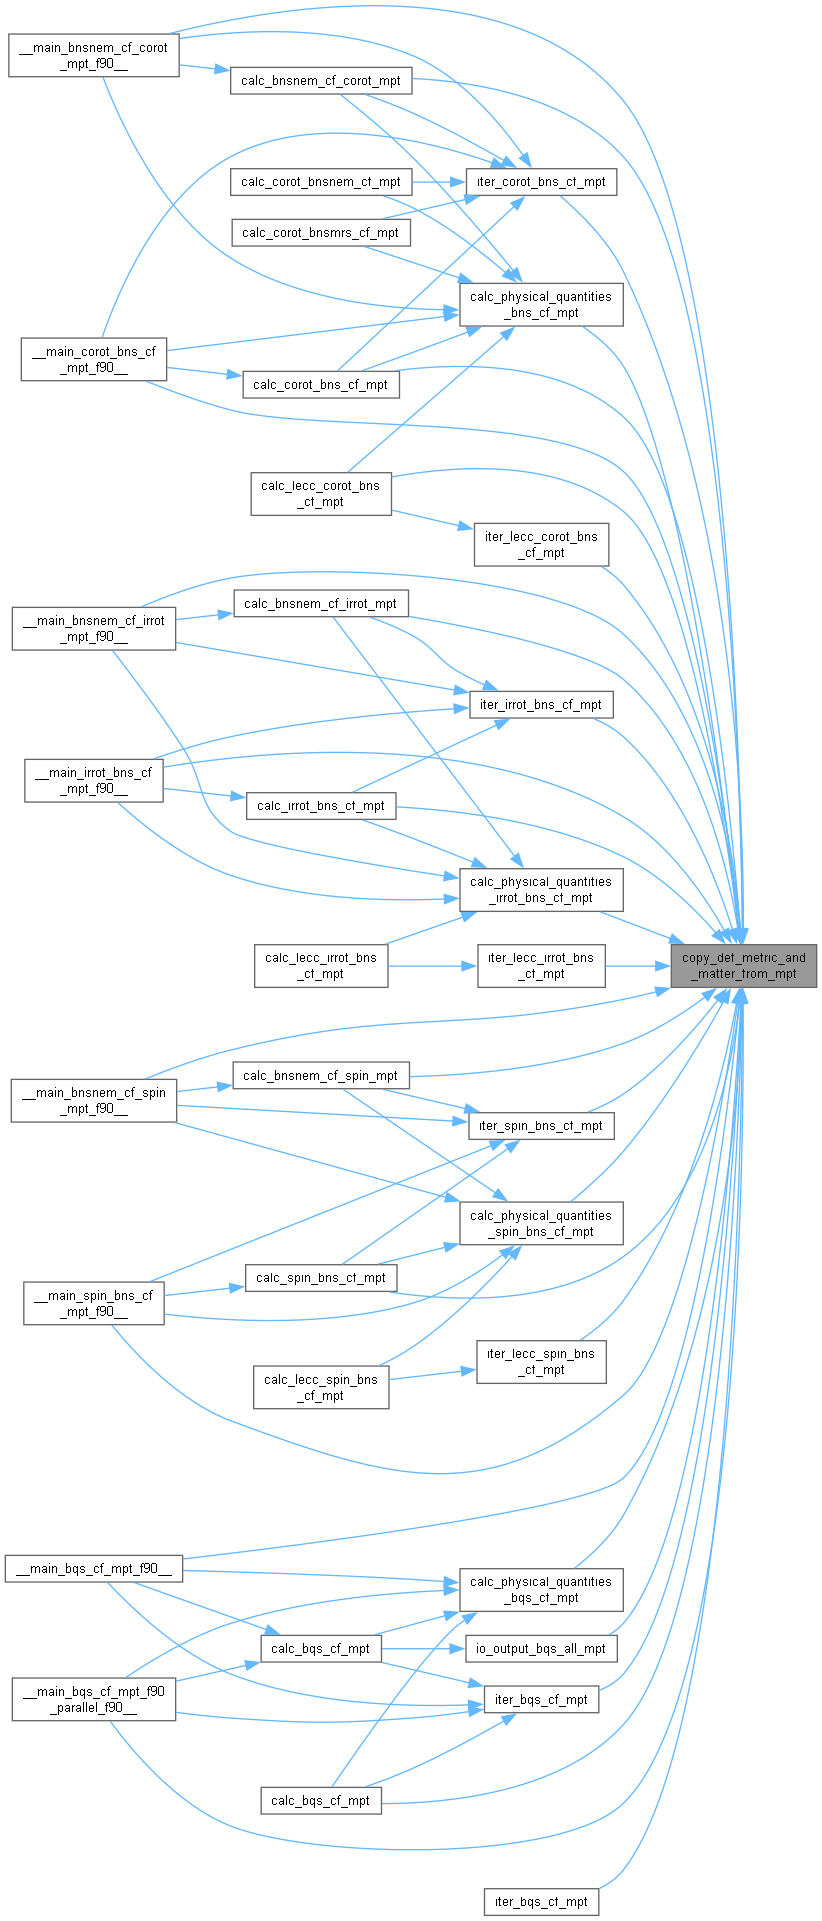 __main_bnsnem_cf_corot
_mpt_f90__
calc_bnsnem_cf_corot_mpt
calc_corot_bnsnem_cf_mpt
iter_corot_bns_cf_mpt
calc_corot_bnsmrs_cf_mpt
calc_physical_quantities
_bns_cf_mpt
__main_corot_bns_cf
_mpt_f90__
calc_corot_bns_cf_mpt
calc_lecc_corot_bns
_cf_mpt
iter_lecc_corot_bns
_cf_mpt
__main_bnsnem_cf_irrot
_mpt_f90__
calc_bnsnem_cf_irrot_mpt
iter_irrot_bns_cf_mpt
__main_irrot_bns_cf
_mpt_f90__
calc_irrot_bns_cf_mpt
calc_physical_quantities
_irrot_bns_cf_mpt
calc_lecc_irrot_bns
_cf_mpt
iter_lecc_irrot_bns
_cf_mpt
copy_def_metric_and
_matter_from_mpt
__main_bnsnem_cf_spin
_mpt_f90__
calc_bnsnem_cf_spin_mpt
iter_spin_bns_cf_mpt
calc_physical_quantities
_spin_bns_cf_mpt
__main_spin_bns_cf
_mpt_f90__
calc_spin_bns_cf_mpt
iter_lecc_spin_bns
_cf_mpt
calc_lecc_spin_bns
_cf_mpt
__main_bqs_cf_mpt_f90__
calc_physical_quantities
_bqs_cf_mpt
calc_bqs_cf_mpt
io_output_bqs_all_mpt
__main_bqs_cf_mpt_f90
_parallel_f90__
iter_bqs_cf_mpt
calc_bqs_cf_mpt
iter_bqs_cf_mpt